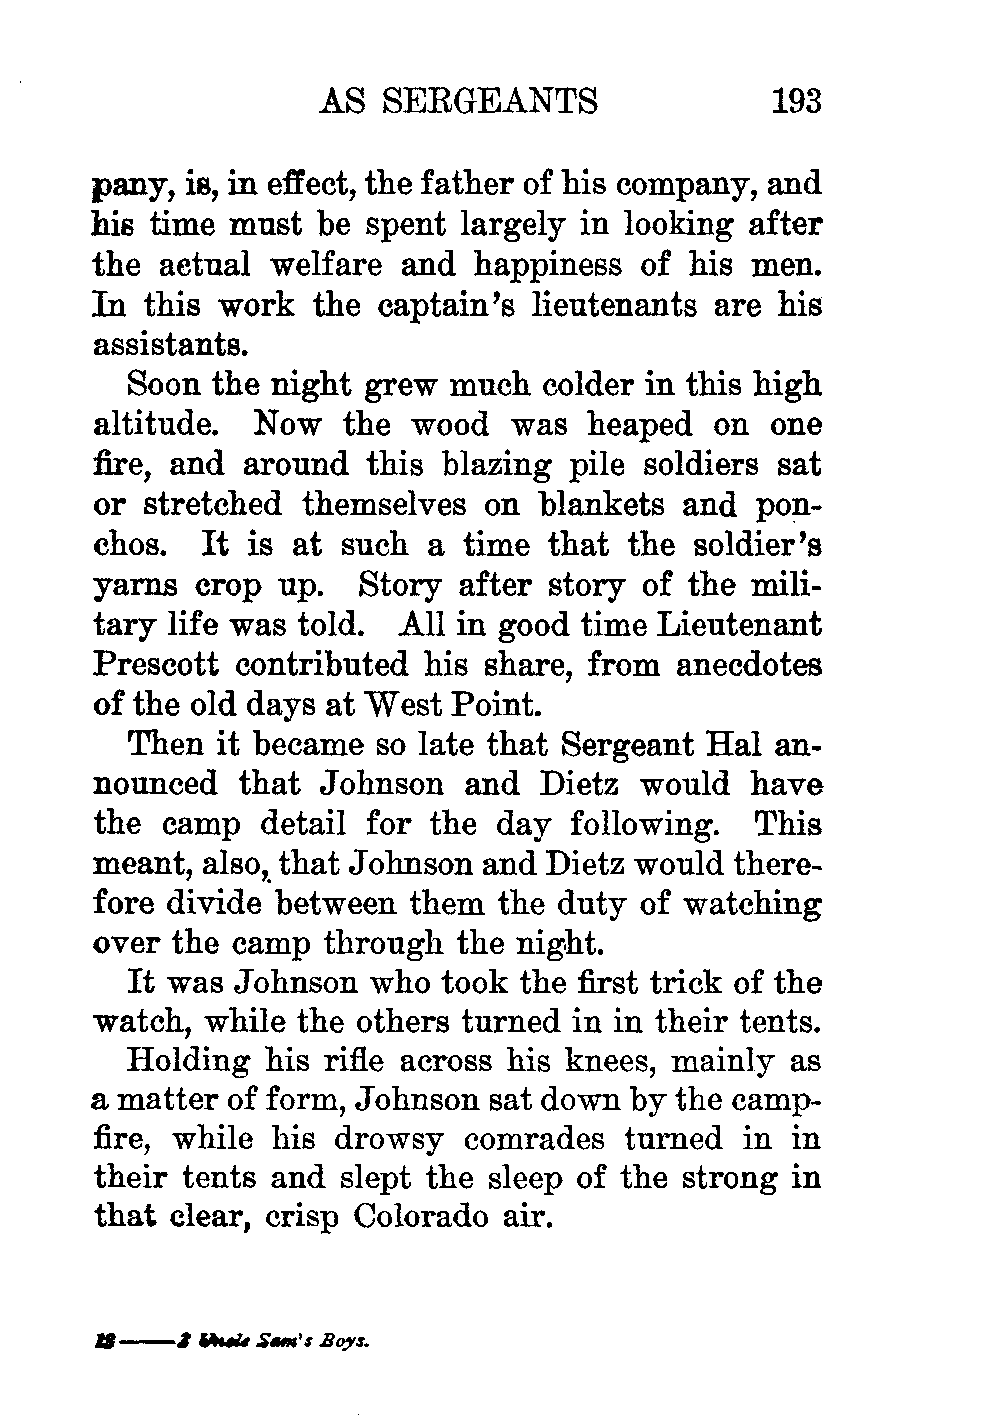 AS SERGEANTS 193
pany, is, in effect, the father of his company, and
his time must be spent largely in looking after
the actual welfare and happiness of his men.
In this work the captain's lieutenants are his
assistants.
Soon the night grew much colder in this high
altitude. Now the wood was heaped on one
fire, and around this blazing pile soldiers sat
or stretched themselves on blankets and pon-
chos. It is at such a time that the soldier's
yarns crop up. Story after story of the mili-
tary life was told. All in good time Lieutenant
Prescott contributed his share, from anecdotes
of the old days at West Point.
Then it became so late that Sergeant Hal an-
nounced that Johnson and Dietz would have
the camp detail for the day following. This
meant, also, that Johnson and Dietz would there-
fore divide between them the duty of watching
over the camp through the night.
It was Johnson who took the first trick of the
watch, while the others turned in in their tents.
Holding his rifle across his knees, mainly as
a matter of form, Johnson sat down by the camp-
fire, while his drowsy comrades turned in in
their tents and slept the sleep of the strong in
that clear, crisp Colorado air.
13——2 Uncle Sam's Boys.